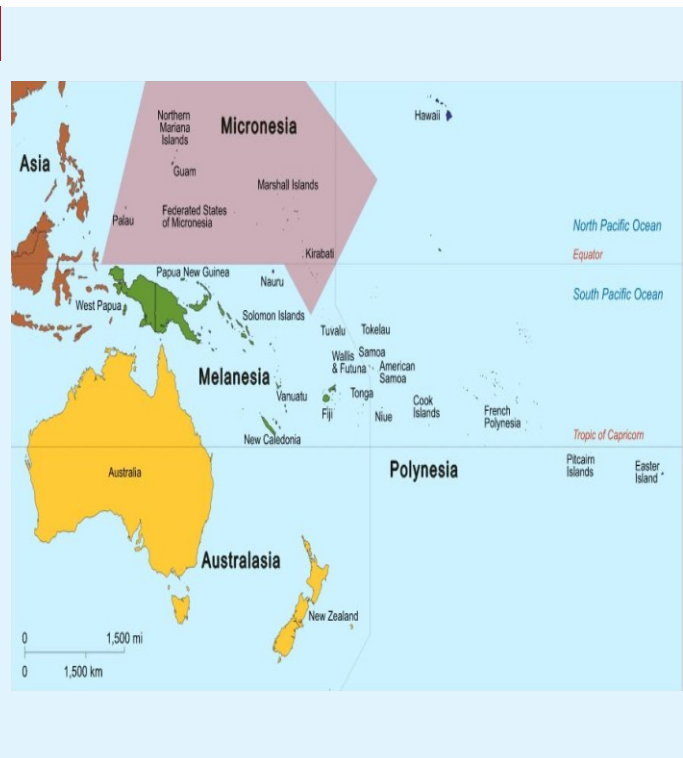 Northern
Mariana
Islands
Micronesia
Hawaii
Asia
Guam
Marshall Islands
Palau
Federated States
of Micronesia
North Pacific Ocean
Kirabati
Equator
Papua New Guinea
Nauru
South Pacific Ocean
West Papua
Solomon Islands
Tuvalu
Tokelau
Wallis
& Futuna
Samoa
American
Samoa
Melanesia
Vanuatu
Tonga
Fiji
Niue
Cook
Islands
French
Polynesia
New Caledonia
Tropic of Capricorn
Australia
Polynesia
Pitcairn
Islands
Easter
Island
Australasia
New Zealand
0 1,500 mi
0 1,500 km